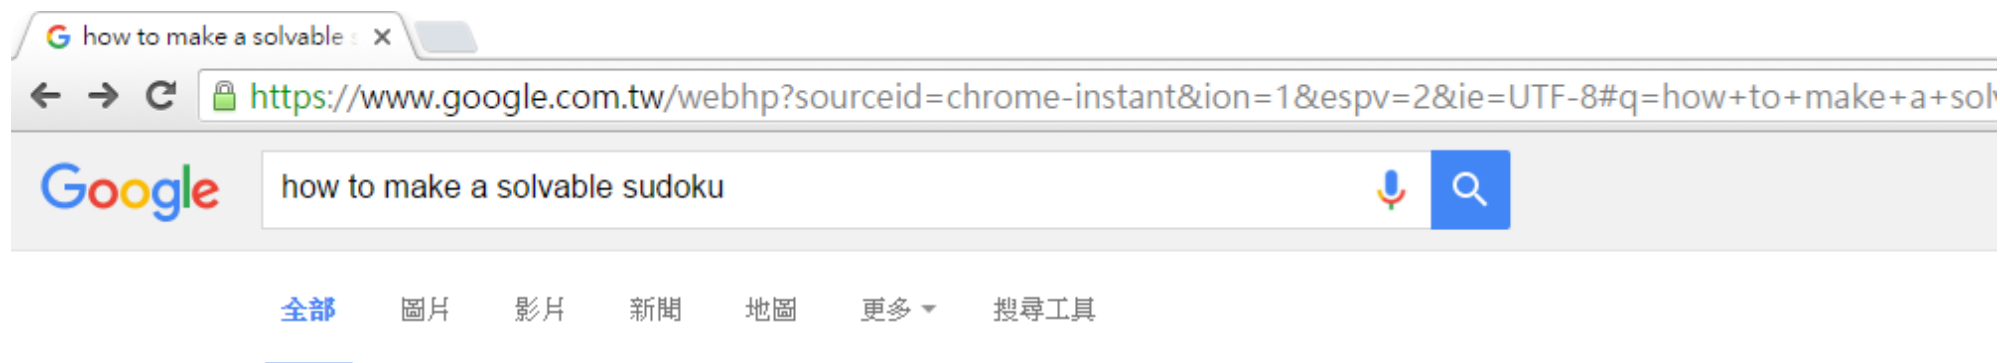 how to make a solvable
https://www.google.com.tw/webhp?sourceid=chrome-instant&ion=1&espv=2&ie=UTF-8#q=how+to+make+a+sol
Google how to make a solvable sudoku
全部 圖片 影片 新聞 地圖 更多 搜尋工具